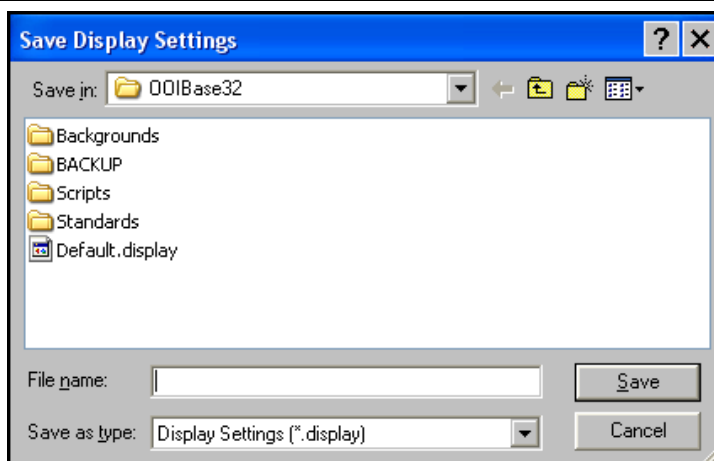 Save Display Settings
Save in: OOIBase32
Backgrounds
BACKUP
Scripts
Standards
Default.display
File name:
Save
Save as type: Display Settings (*.display)
Cancel